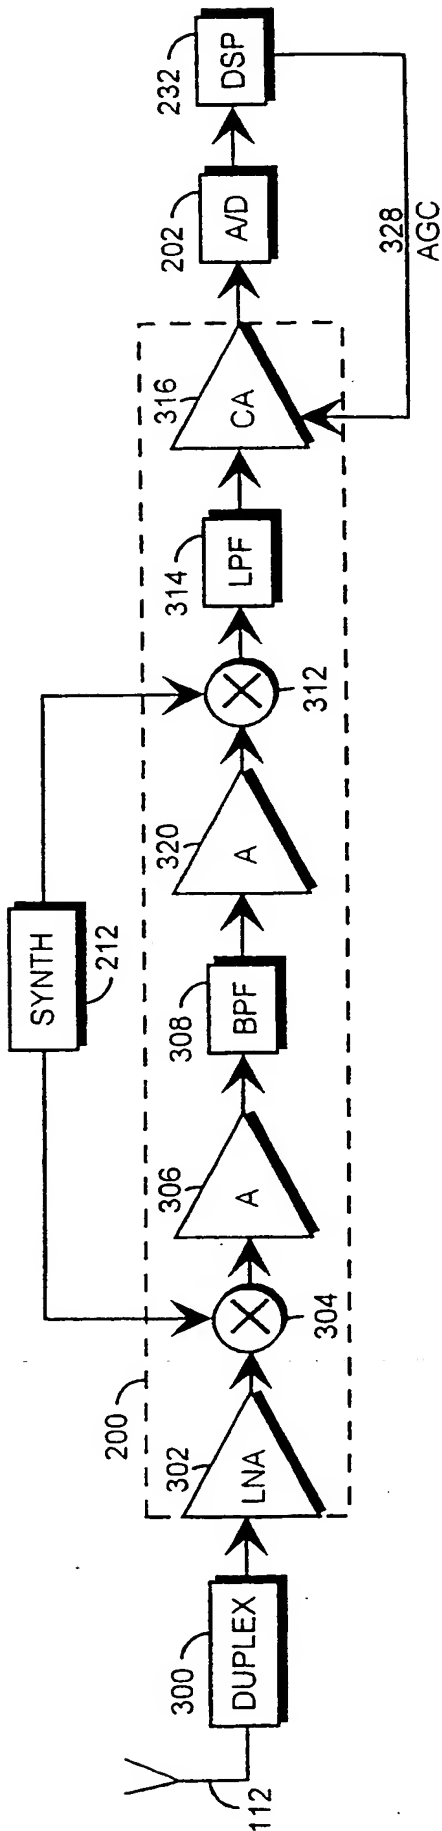 112
300
DUPLEX
200
302
LNA
304
306
A
308
BPF
SYNTH
212
320
A
312
314
LPF
316
CA
202
A/D
232
DSP
328
AGC